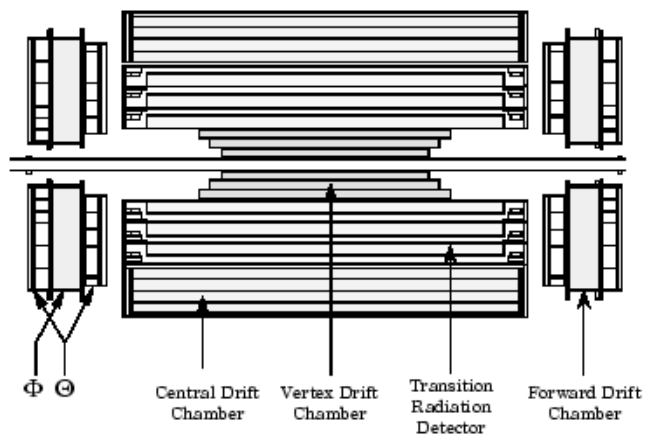 Φ Θ
Central Drift
Chamber
Vertex Drift
Chamber
Transition
Radiation
Detector
Forward Drift
Chamber